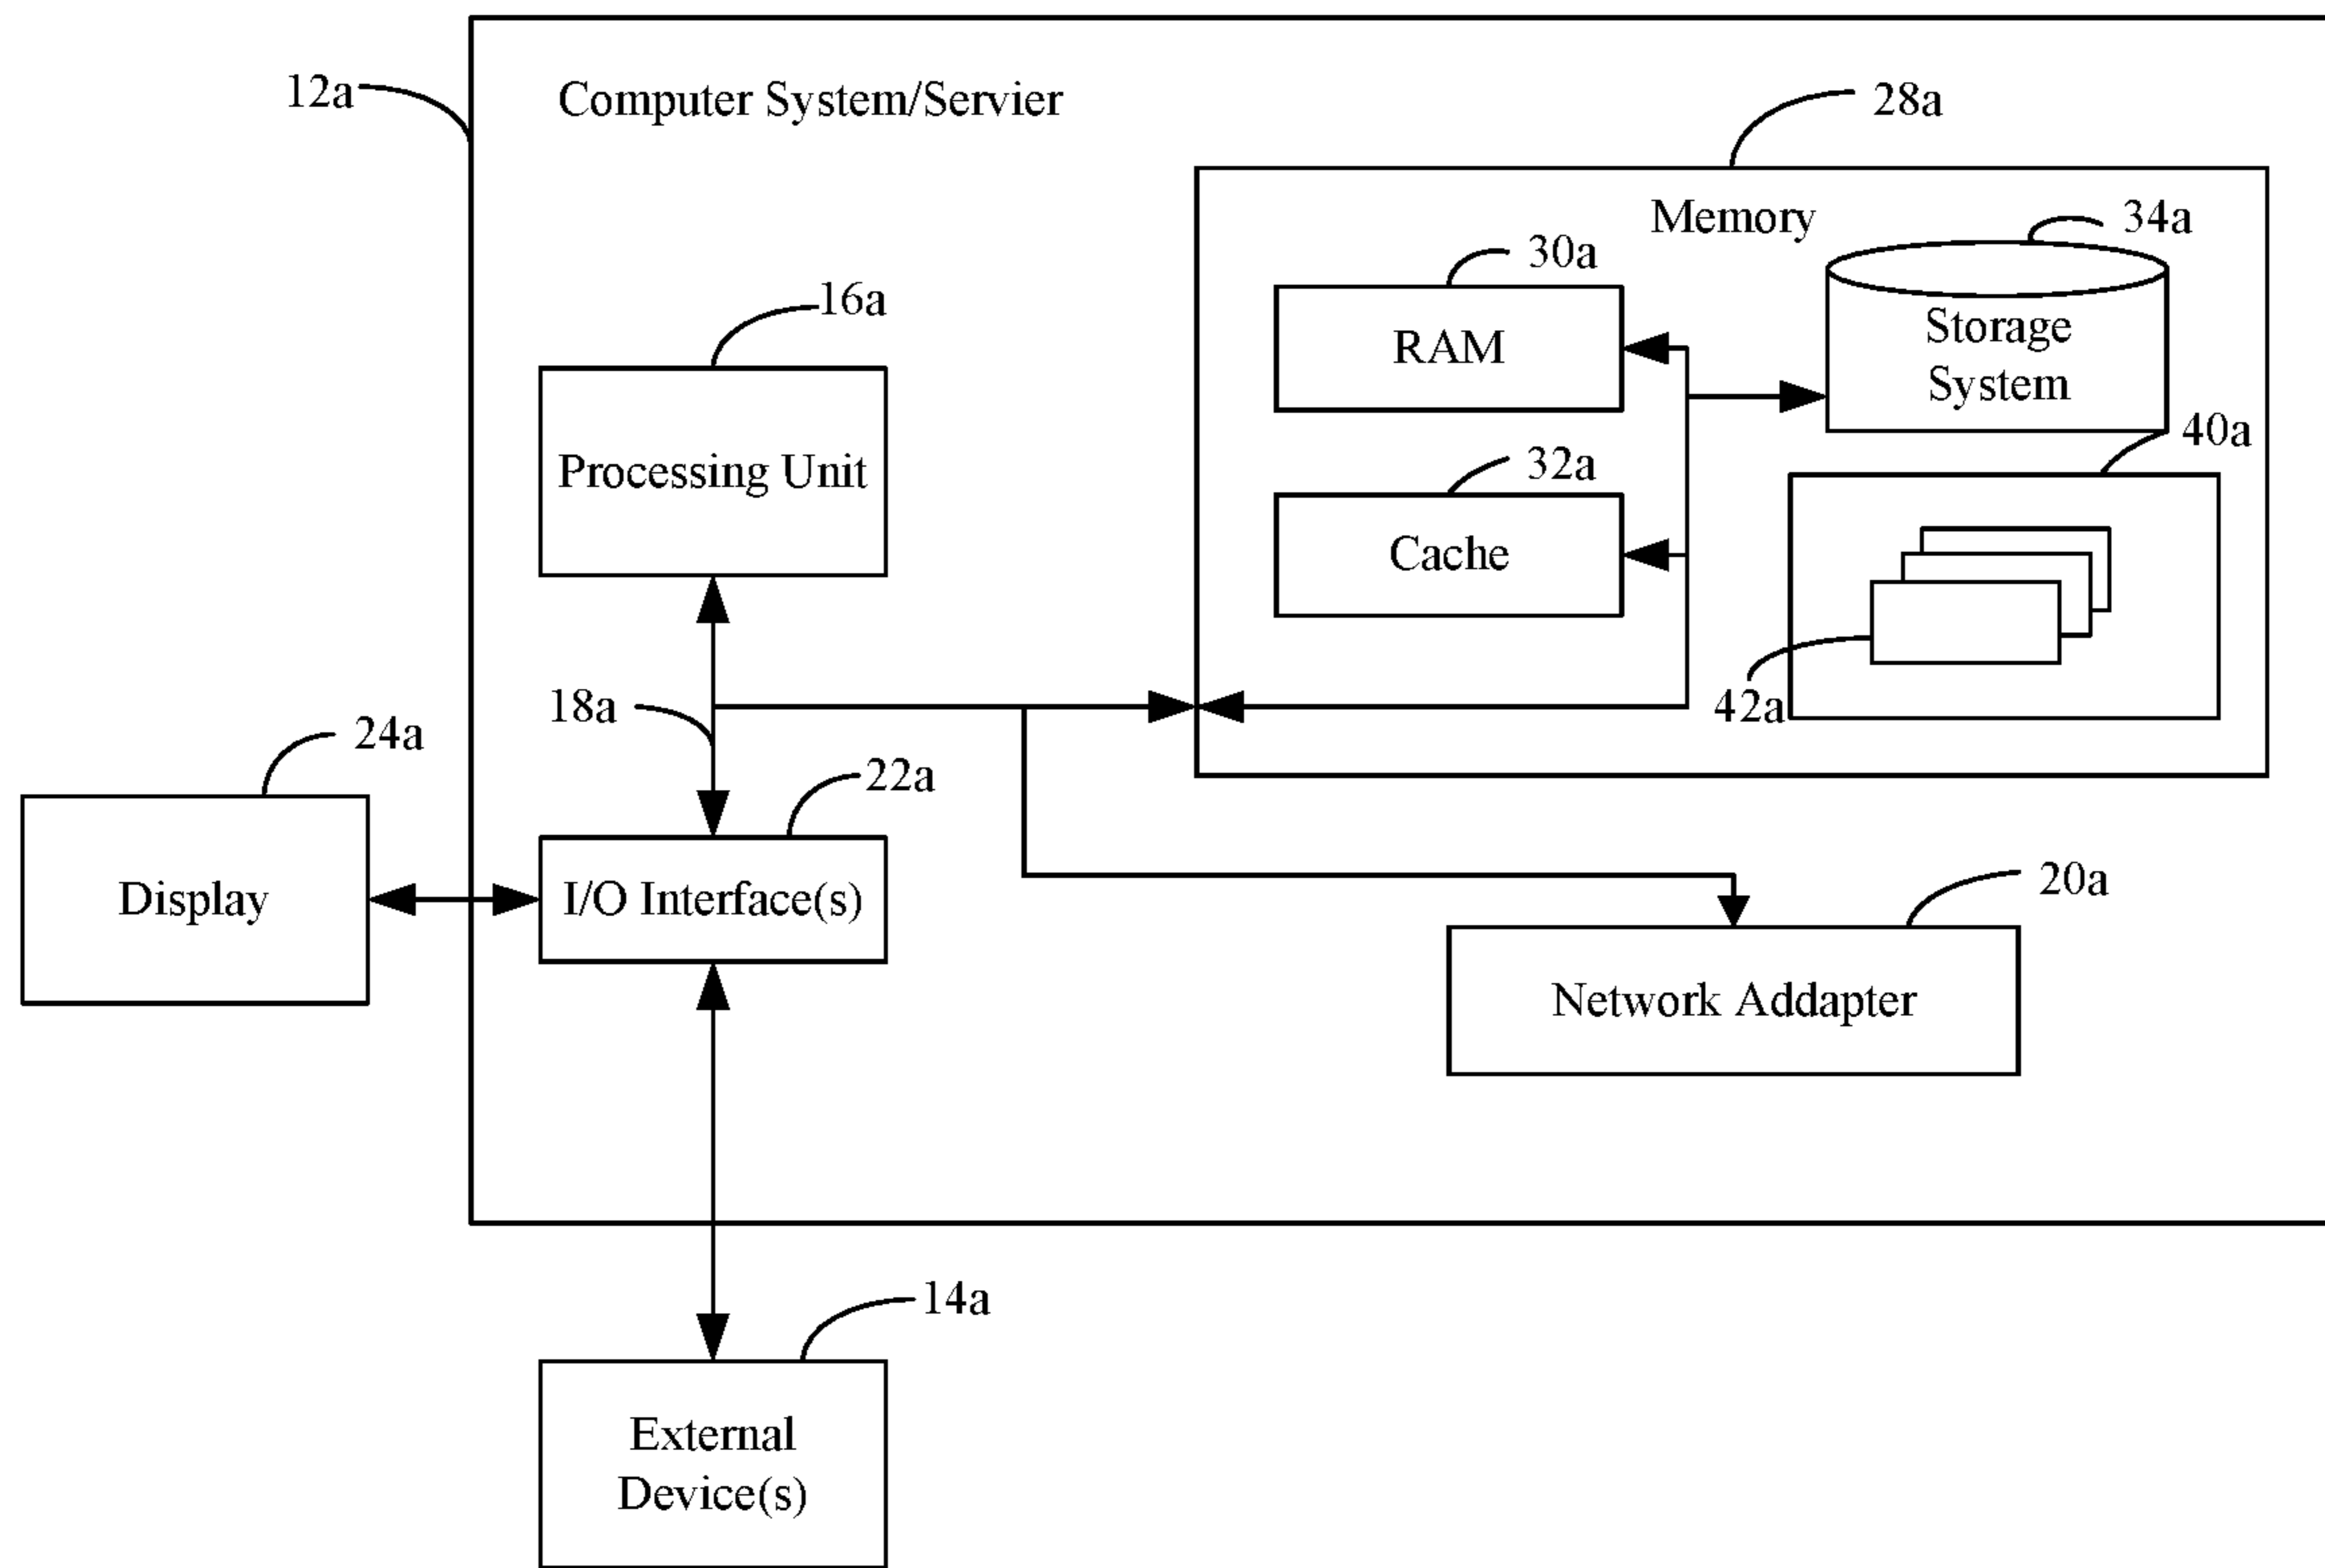 12a
Computer System/Servier
28a
Memory
34a
30a
16a
RAM
Storage
System
40a
Processing Unit
32a
Cache
18a
42a
24a
22a
Display
I/O Interface(s)
20a
Network Addapter
14a
External
Device(s)